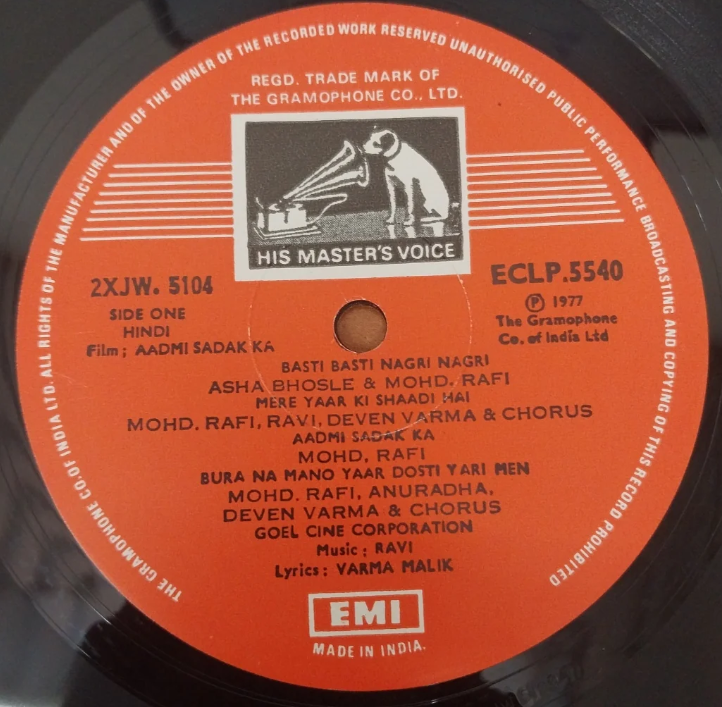 THE GRAMOPHONE CO. OF INDIA LTD. ALL RIGHTS OF THE MANUFACTURER AND OF THE OWNER OF THE RECORDED WORK RESERVED UNAUTHORISED PUBLIC PERFORMANCE BROADCASTING AND COPYING OF THIS RECORD PROHIBITED
REGD. TRADE MARK OF
THE GRAMOPHONE CO., LTD.
HIS MASTER'S VOICE
2XJW. 5104
SIDE ONE
HINDI
Film ; AADMI SADAK KA
ECLP.5540
Ⓟ 1977
The Gramophone
Co. of India Ltd
BASTI BASTI NAGRI NAGRI
ASHA BHOSLE & MOHD. RAFI
MERE YAAR KI SHAADI HAI
MOHD. RAFI, RAVI, DEVEN VARMA & CHORUS
AADMI SADAK KA
MOHD. RAFI
BURA NA MANO YAAR DOSTI YARI MEN
MOHD. RAFI, ANURADHA,
DEVEN VARMA & CHORUS
GOEL CINE CORPORATION
Music : RAVI
Lyrics : VARMA MALIK
EMI
MADE IN INDIA.